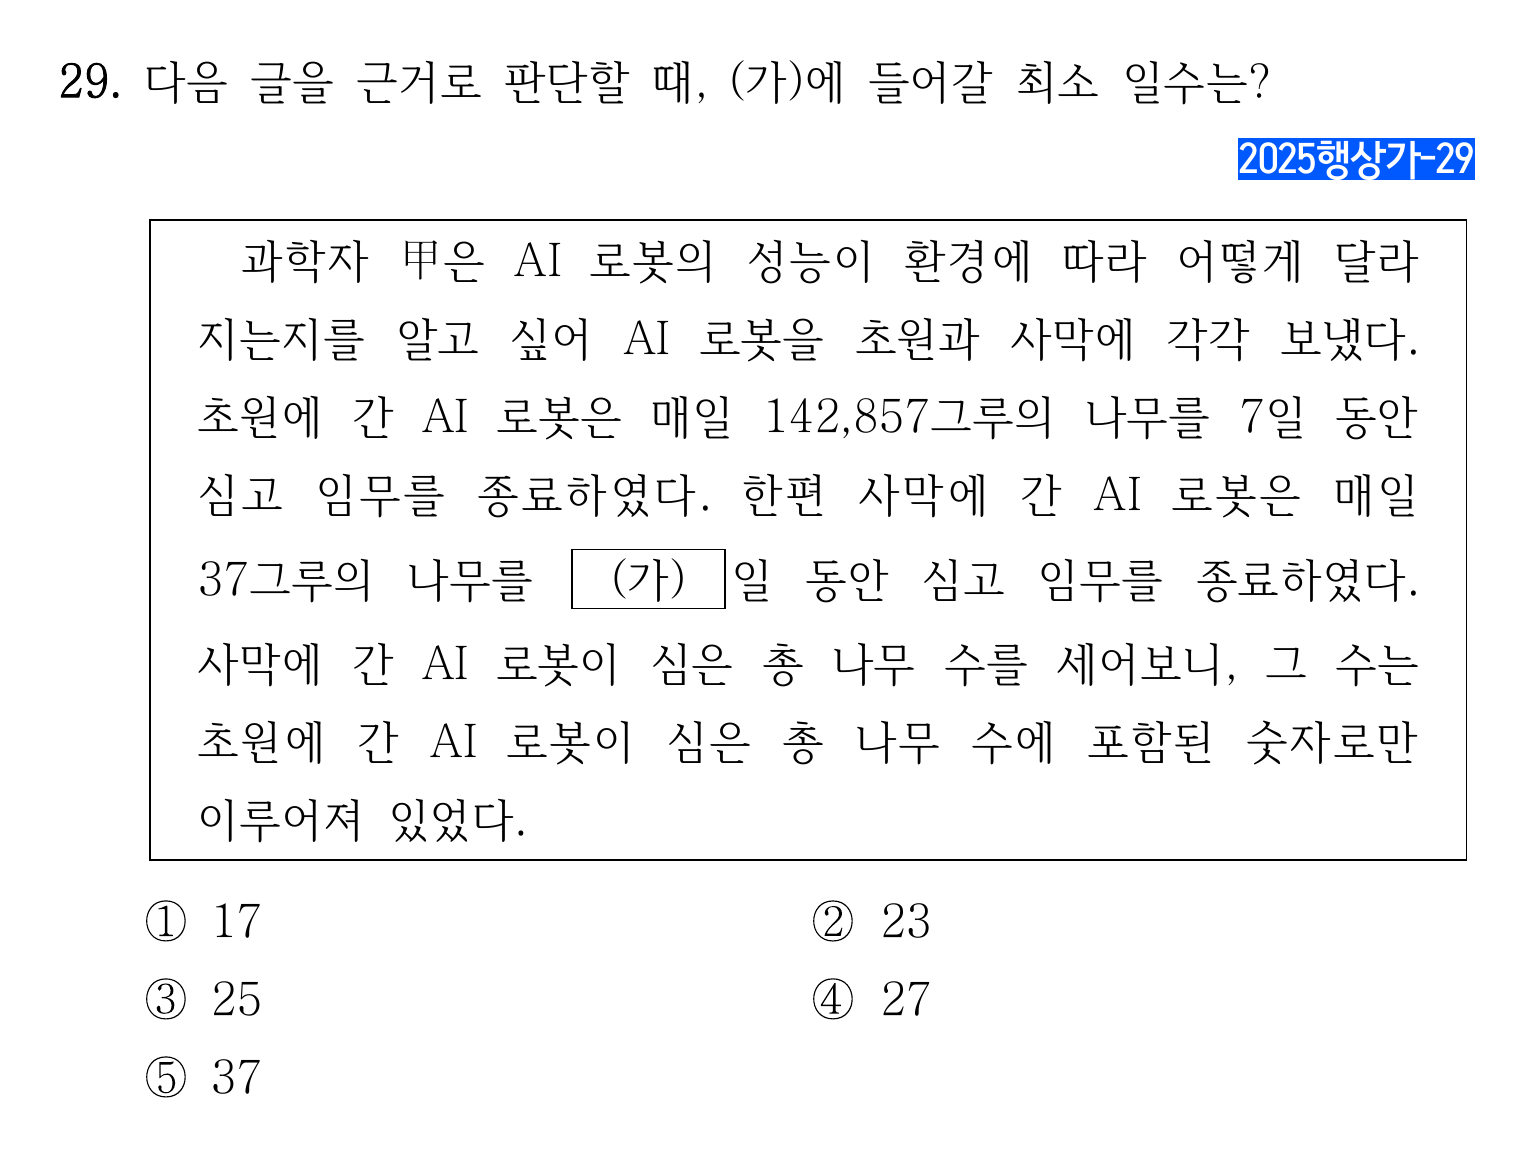 29. 다음 글을 근거로 판단할 때, (가)에 들어갈 최소 일수는?
2025행상가-29
과학자 甲은 AI 로봇의 성능이 환경에 따라 어떻게 달라
지는지를 알고 싶어 AI 로봇을 초원과 사막에 각각 보냈다.
초원에 간 AI 로봇은 매일 142,857그루의 나무를 7일 동안
심고 임무를 종료하였다. 한편 사막에 간 AI 로봇은 매일
37그루의 나무를 (가) 일 동안 심고 임무를 종료하였다.
사막에 간 AI 로봇이 심은 총 나무 수를 세어보니, 그 수는
초원에 간 AI 로봇이 심은 총 나무 수에 포함된 숫자로만
이루어져 있었다.
① 17 ② 23
③ 25 ④ 27
⑤ 37